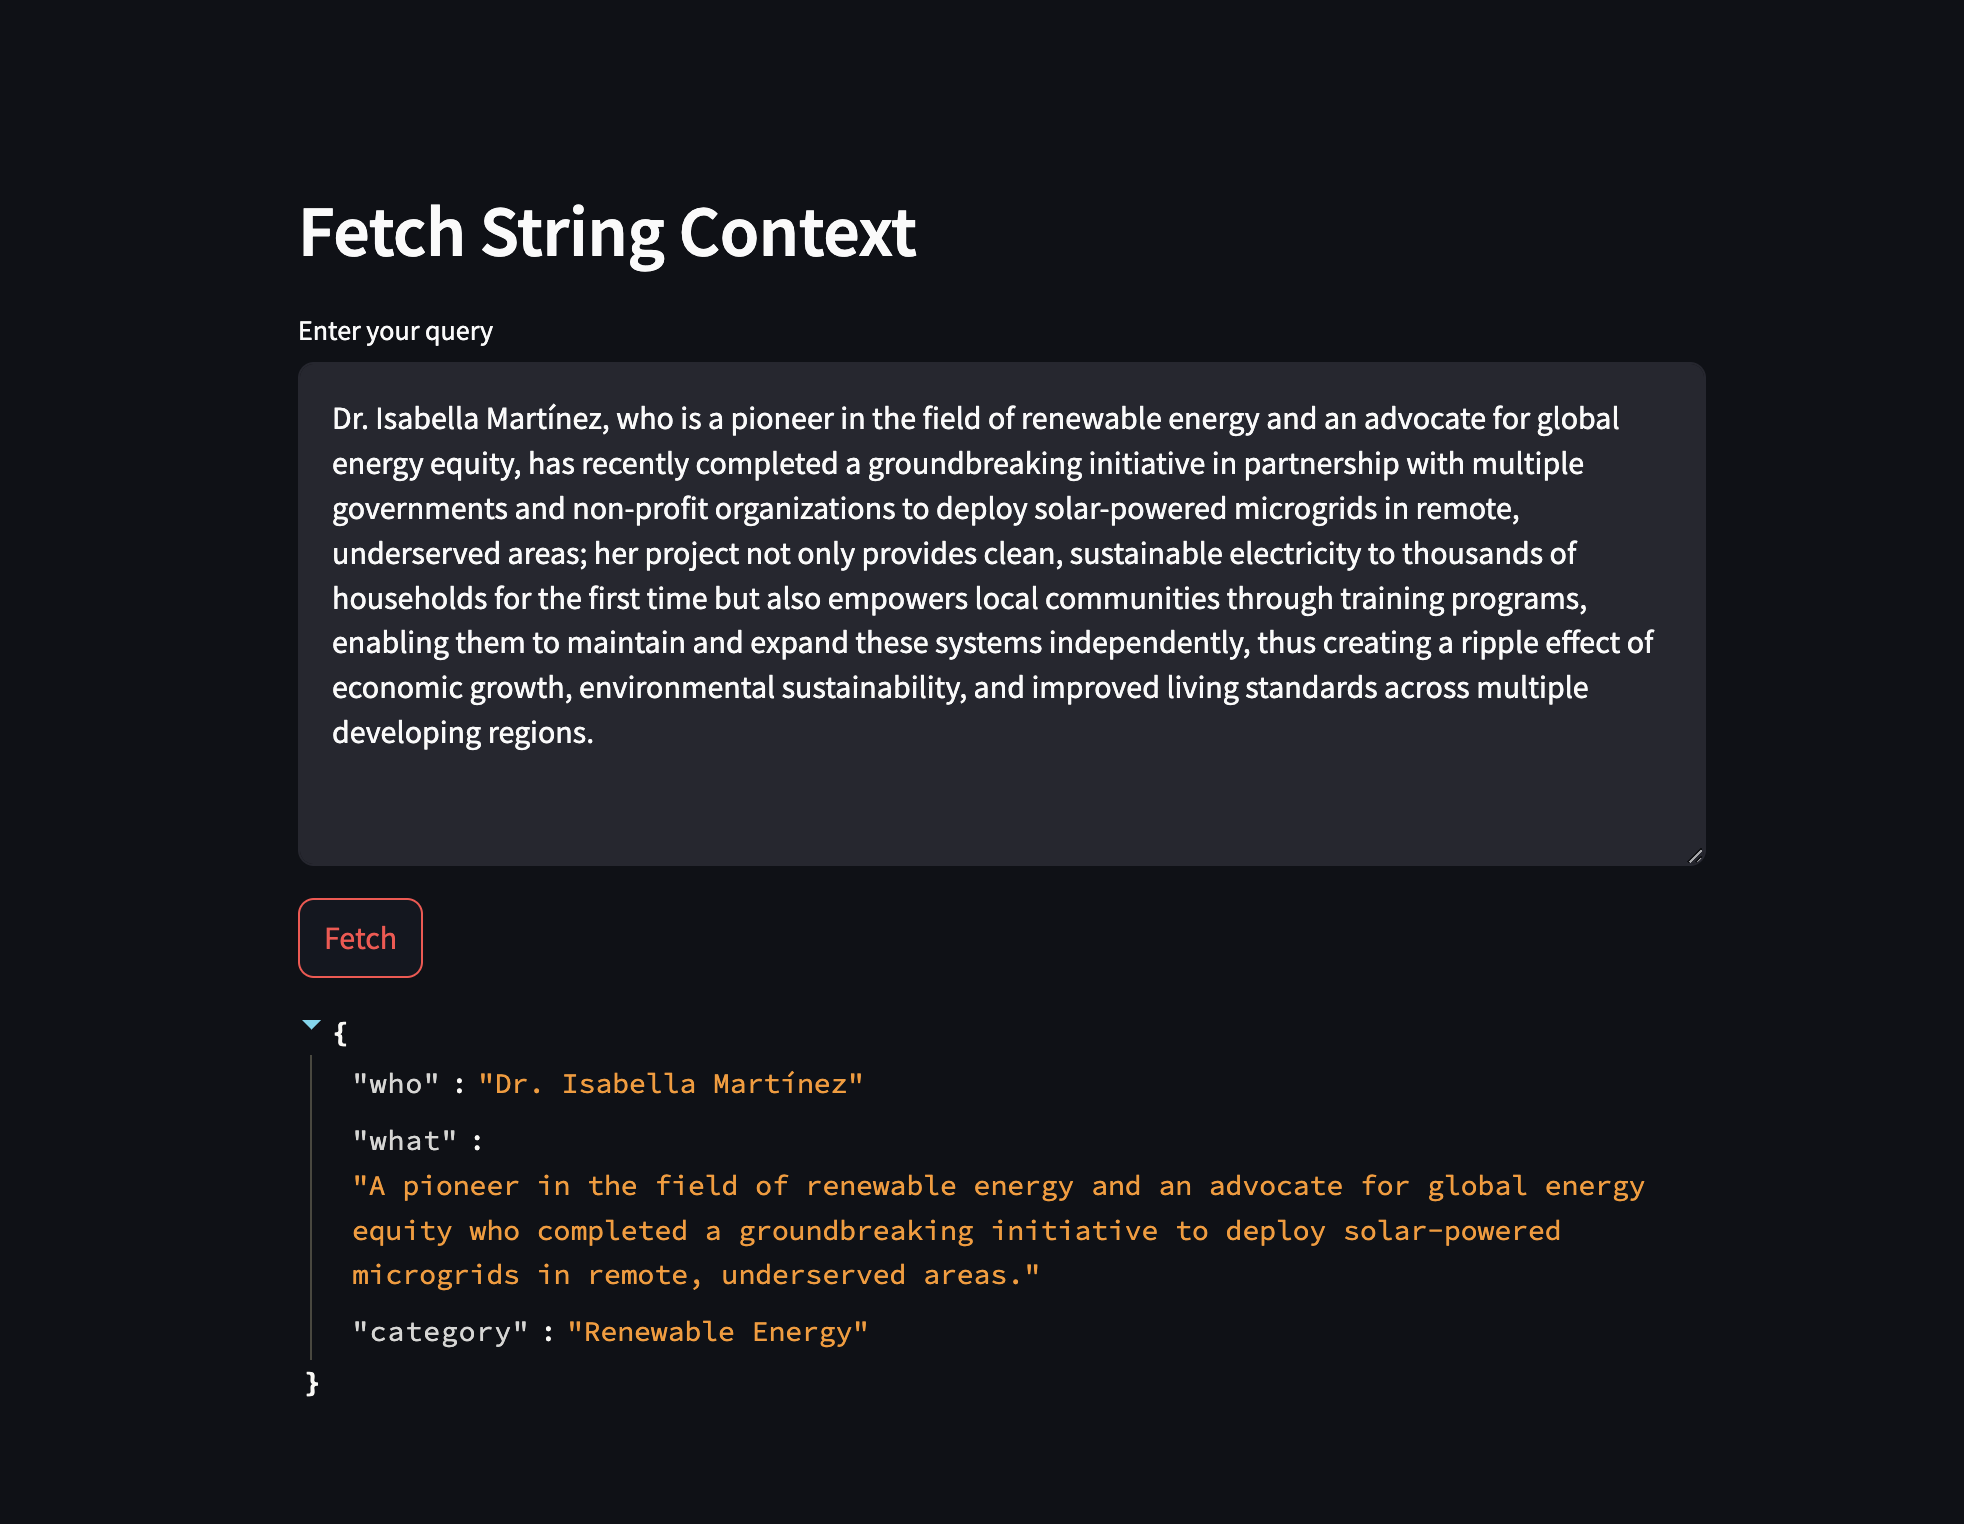 Fetch String Context
Enter your query
Dr. Isabella Martínez, who is a pioneer in the field of renewable energy and an advocate for global
energy equity, has recently completed a groundbreaking initiative in partnership with multiple
governments and non-profit organizations to deploy solar-powered microgrids in remote,
underserved areas; her project not only provides clean, sustainable electricity to thousands of
households for the first time but also empowers local communities through training programs,
enabling them to maintain and expand these systems independently, thus creating a ripple effect of
economic growth, environmental sustainability, and improved living standards across multiple
developing regions.
Fetch
{
"who" : "Dr. Isabella Martínez"
"what" :
"A pioneer in the field of renewable energy and an advocate for global energy
equity who completed a groundbreaking initiative to deploy solar-powered
microgrids in remote, underserved areas."
"category" : "Renewable Energy"
}